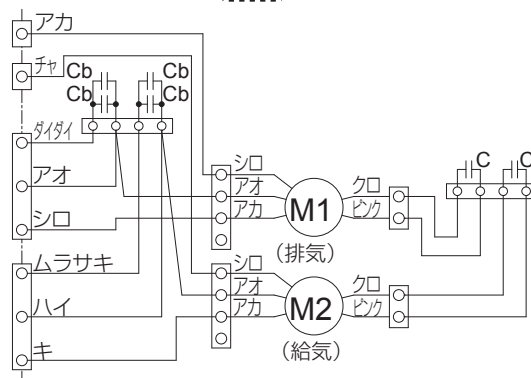 アカ
チャ
Cb
Cb
Cb
Cb
ダイダイ
アオ
シロ
ムラサキ
ハイ
キ
シロ
アオ
アカ
M1
(排気)
クロ
ピンク
C
C
シロ
アオ
アカ
M2
(給気)
クロ
ピンク